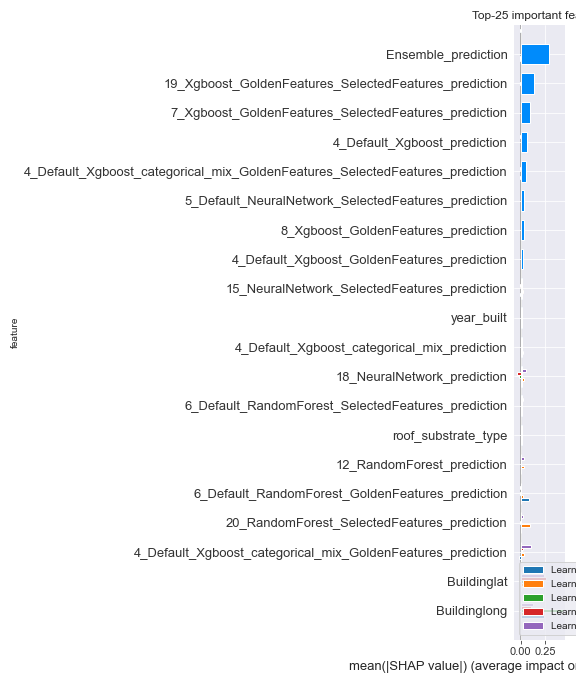 Top-25 important fea
Ensemble_prediction
19_Xgboost_GoldenFeatures_SelectedFeatures_prediction
7_Xgboost_GoldenFeatures_SelectedFeatures_prediction
4_Default_Xgboost_prediction
4_Default_Xgboost_categorical_mix_GoldenFeatures_SelectedFeatures_prediction
5_Default_NeuralNetwork_SelectedFeatures_prediction
8_Xgboost_GoldenFeatures_prediction
4_Default_Xgboost_GoldenFeatures_prediction
15_NeuralNetwork_SelectedFeatures_prediction
year_built
feature
4_Default_Xgboost_categorical_mix_prediction
18_NeuralNetwork_prediction
6_Default_RandomForest_SelectedFeatures_prediction
roof_substrate_type
12_RandomForest_prediction
6_Default_RandomForest_GoldenFeatures_prediction
20_RandomForest_SelectedFeatures_prediction
4_Default_Xgboost_categorical_mix_GoldenFeatures_prediction
Buildinglat
Buildinglong
Learn
Learn
Learn
Learn
Learn
0.00 0.25
mean(|SHAP value|) (average impact o